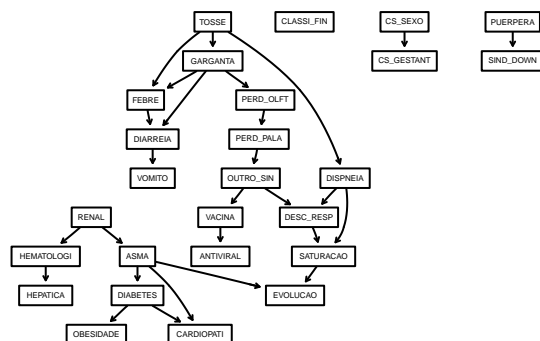 TOSSE
CLASSI_FIN
CS_SEXO
PUERPERA
GARGANTA
CS_GESTANT
SIND_DOWN
FEBRE
PERD_OLFT
DIARREIA
PERD_PALA
VOMITO
OUTRO_SIN
DISPNEIA
RENAL
VACINA
DESC_RESP
HEMATOLOGI
ASMA
ANTIVIRAL
SATURACAO
HEPATICA
DIABETES
EVOLUCAO
OBESIDADE
CARDIOPATI